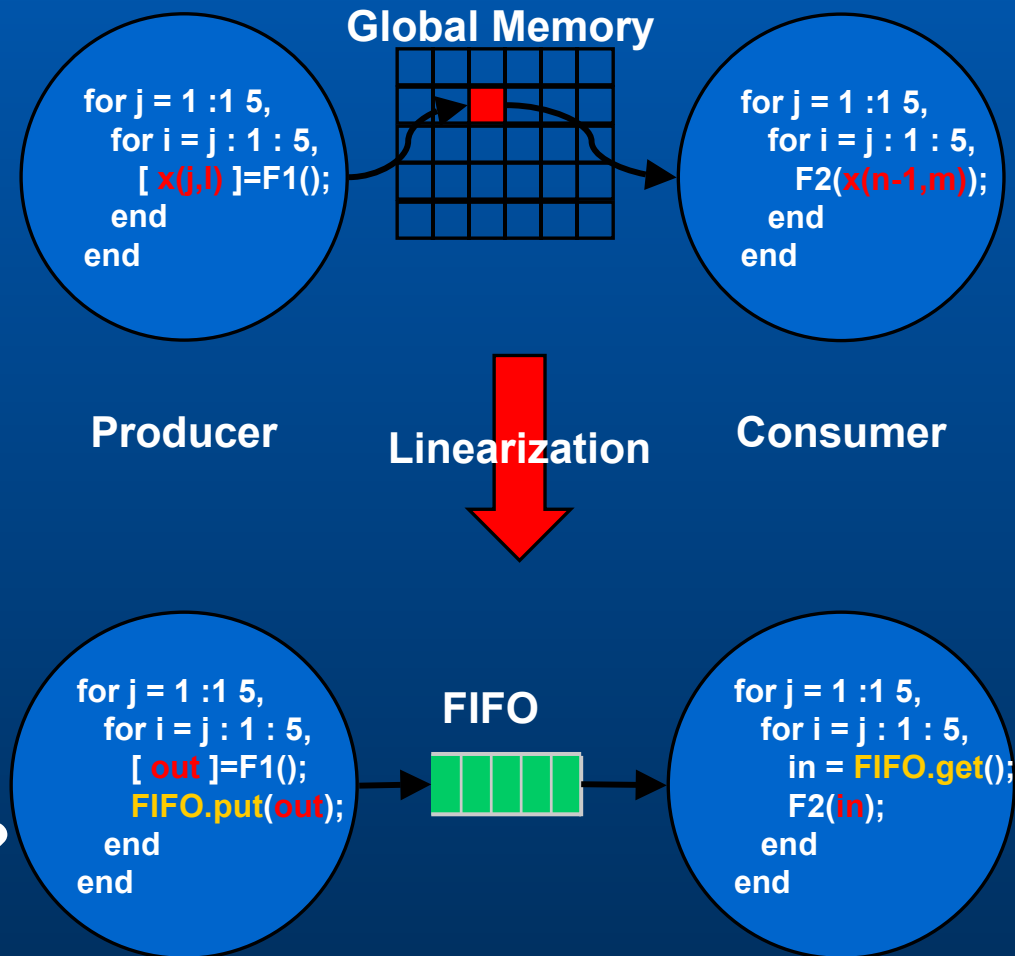 Global Memory
for j = 1 :1 5,
for i = j : 1 : 5,
[ x(j,I) ]=F1();
end
end
for j = 1 :1 5,
for i = j : 1 : 5,
F2(x(n-1,m));
end
end
Producer
Linearization
Consumer
for j = 1 :1 5,
for i = j : 1 : 5,
[ out ]=F1();
FIFO.put(out);
end
end
FIFO
for j = 1 :1 5,
for i = j : 1 : 5,
in = FIFO.get();
F2(in);
end
end